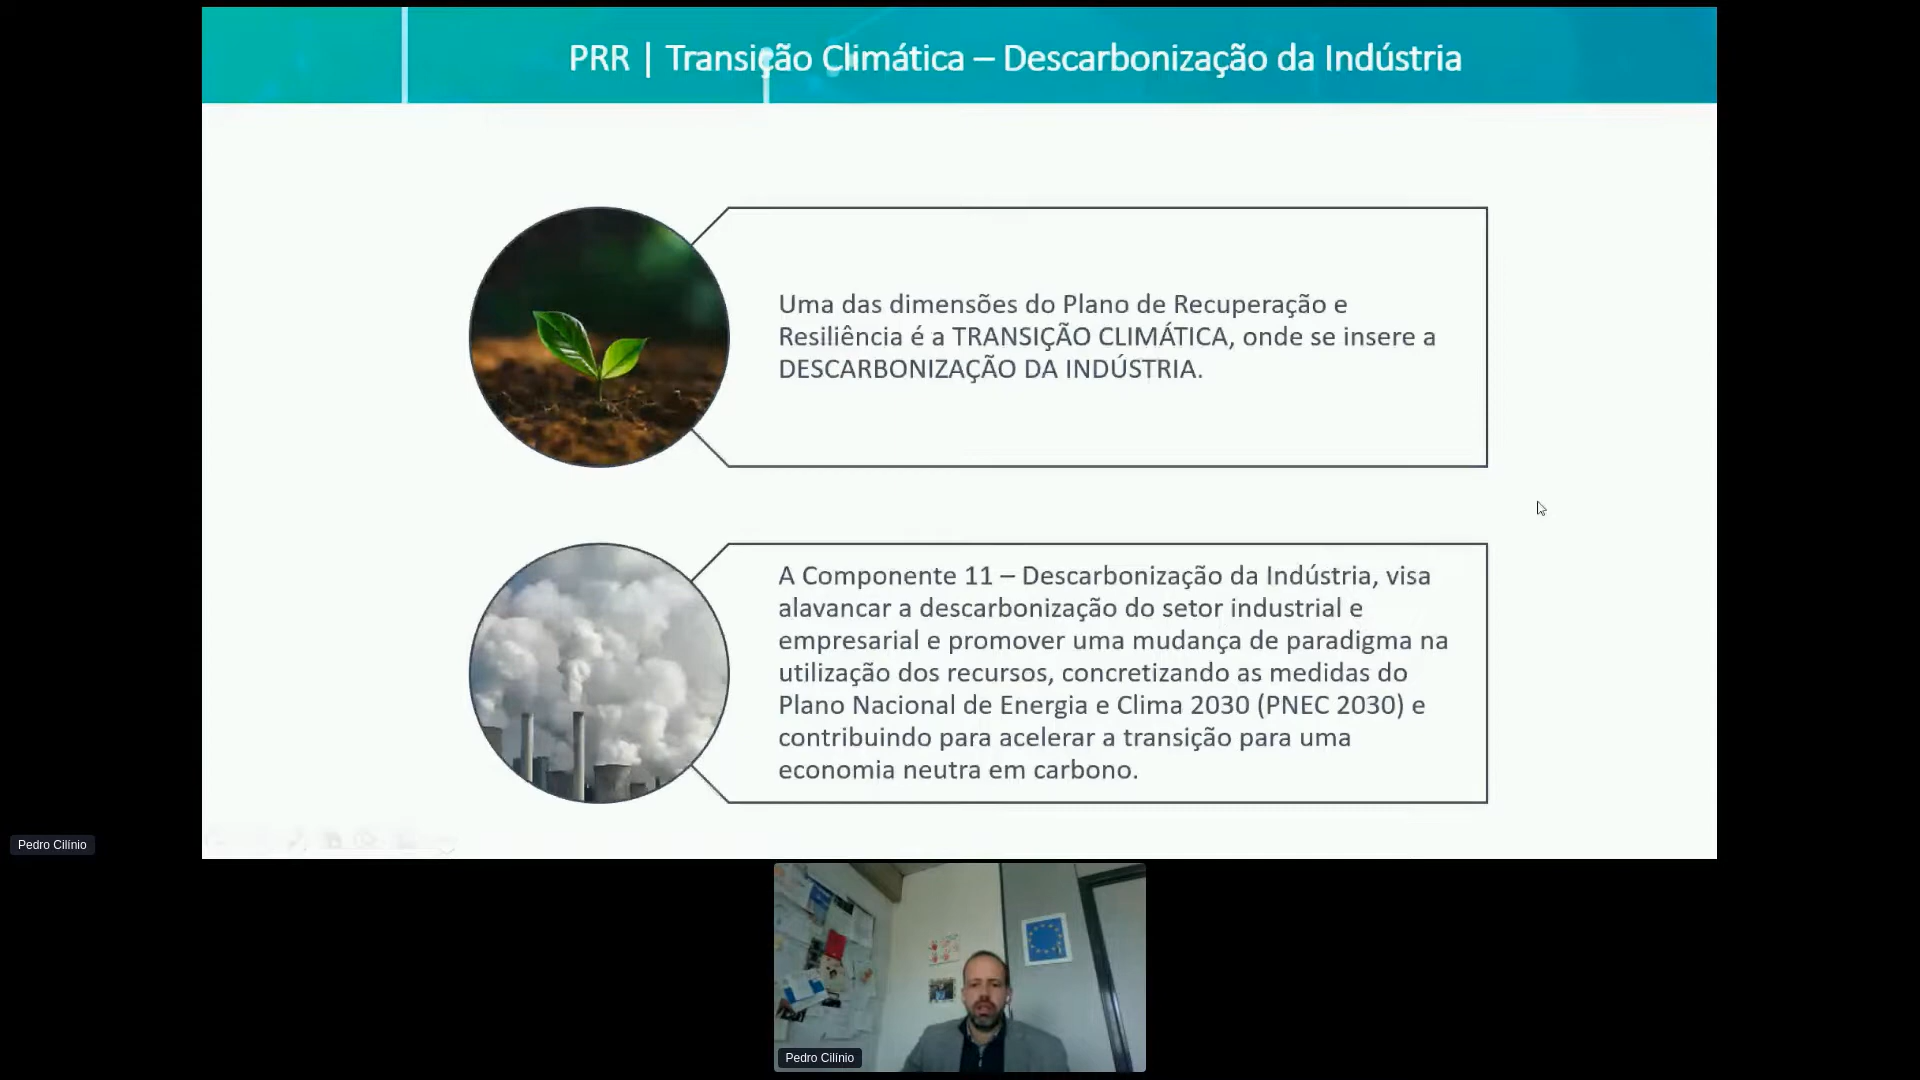 PRR | Transição Climática – Descarbonização da Indústria
Uma das dimensões do Plano de Recuperação e
Resiliência é a TRANSIÇÃO CLIMÁTICA, onde se insere a
DESCARBONIZAÇÃO DA INDÚSTRIA.
A Componente 11 – Descarbonização da Indústria, visa
alavancar a descarbonização do setor industrial e
empresarial e promover uma mudança de paradigma na
utilização dos recursos, concretizando as medidas do
Plano Nacional de Energia e Clima 2030 (PNEC 2030) e
contribuindo para acelerar a transição para uma
economia neutra em carbono.
Pedro Cilínio
Pedro Cilínio